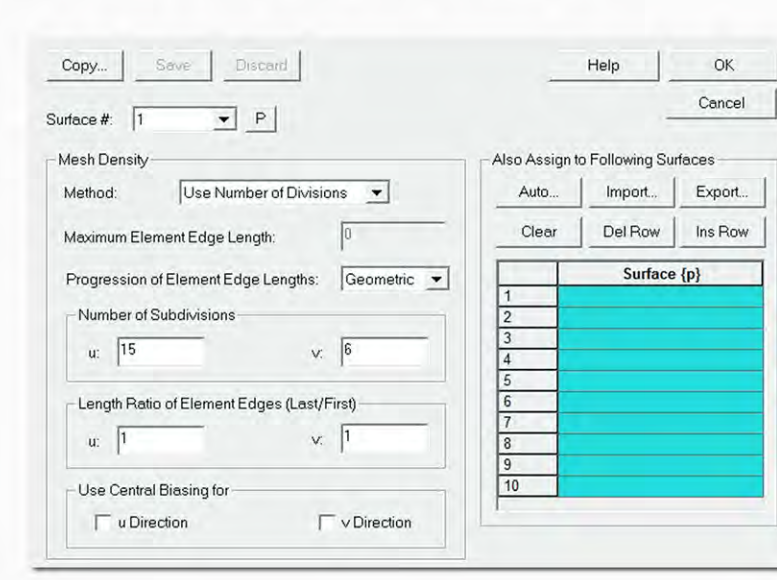 Copy... Save Discard Help OK
Cancel
Surface #: 1 P
Mesh Density
Method: Use Number of Divisions
Maximum Element Edge Length: 0
Progression of Element Edge Lengths: Geometric
Number of Subdivisions
u: 15 v: 6
Length Ratio of Element Edges (Last/First)
u: 1 v: 1
Use Central Biasing for
u Direction v Direction
Also Assign to Following Surfaces
Auto... Import... Export...
Clear Del Row Ins Row
Surface {p}
1
2
3
4
5
6
7
8
9
10